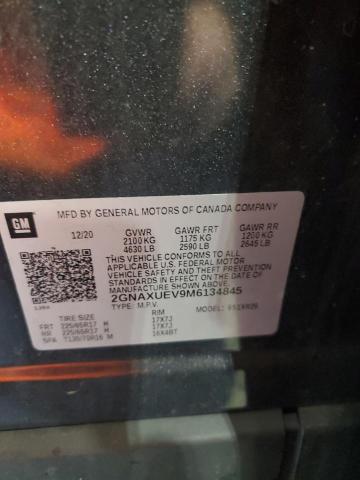 GM
MFD BY GENERAL MOTORS OF CANADA COMPANY
12/20 GVWR GAWR FRT GAWR RR
2100 KG 1175 KG 1200 KG
4630 LB 2590 LB 2645 LB
THIS VEHICLE CONFORMS TO ALL
APPLICABLE U.S. FEDERAL MOTOR
VEHICLE SAFETY AND THEFT PREVENTION
STANDARDS IN EFFECT ON THE DATE OF
MANUFACTURE SHOWN ABOVE.
2GNAXUEV9M6134845
TYPE: M.P.V. MODEL:
TIRE SIZE RIM
FRT 225/65R17 H 17X7J
RR 225/65R17 H 17X7J
SPA T135/70R16 M 16X4BT